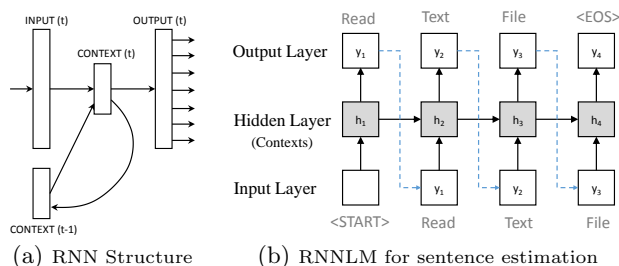 INPUT (t)
OUTPUT (t)
CONTEXT (t)
CONTEXT (t-1)
(a) RNN Structure
Read Text File <EOS>
Output Layer y1 y2 y3 y4
Hidden Layer h1 h2 h3 h4
(Contexts)
Input Layer y1 y2 y3
<START> Read Text File
(b) RNNLM for sentence estimation